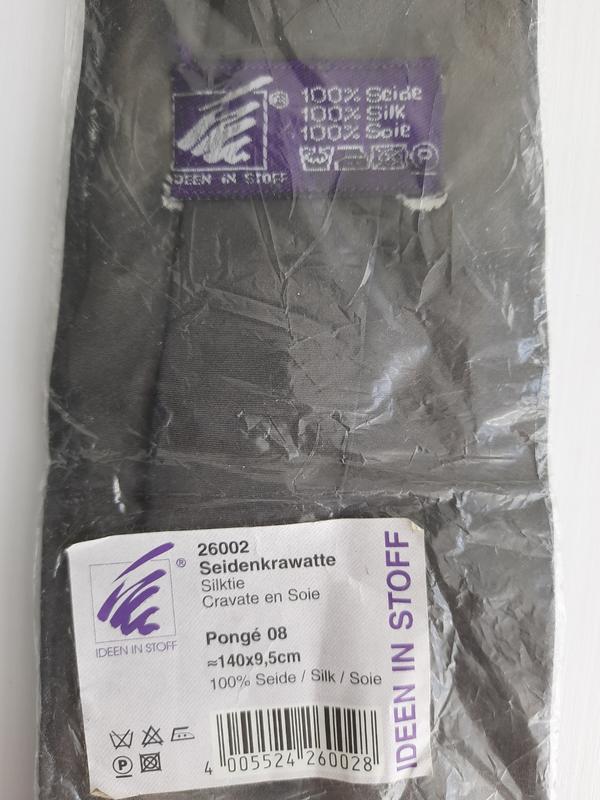 ®
100% Seide
100% Silk
100% Soie
P
IDEEN IN STOFF
26002
Seidenkrawatte
Silktie
Cravate en Soie
Pongé 08
≈140x9,5cm
100% Seide / Silk / Soie
®
IDEEN IN STOFF
P
4 005524 260028
IDEEN IN STOFF